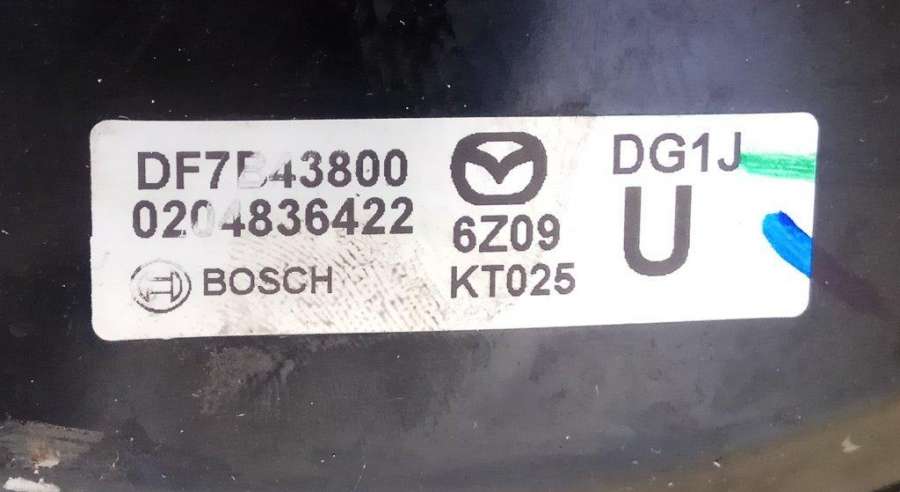 DF7B43800
0204836422
BOSCH
6Z09
KT025
DG1J
U